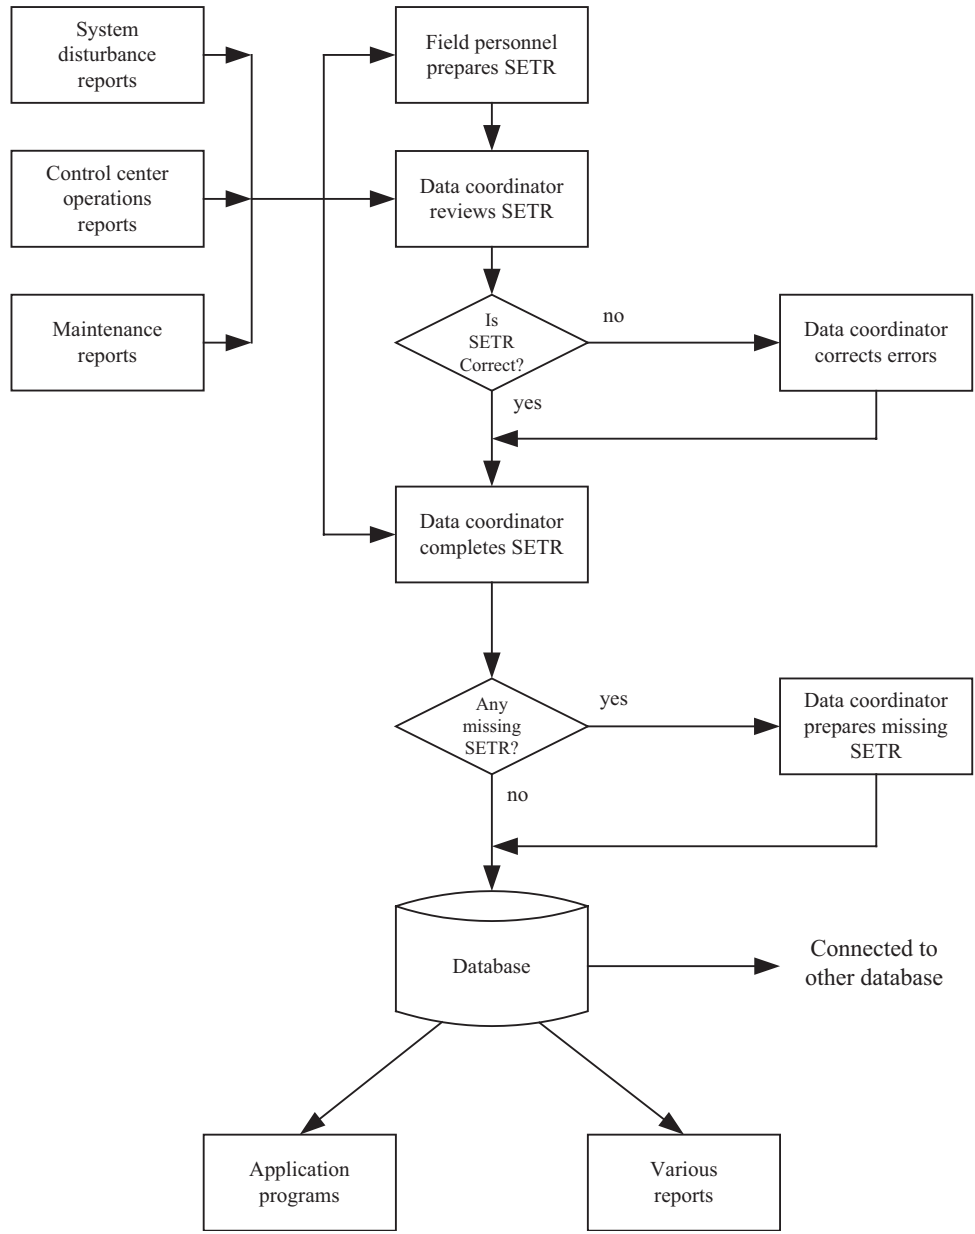 System
disturbance
reports
Field personnel
prepares SETR
Control center
operations
reports
Data coordinator
reviews SETR
Maintenance
reports
Is
SETR
Correct?
no
Data coordinator
corrects errors
yes
Data coordinator
completes SETR
Any
missing
SETR?
yes
Data coordinator
prepares missing
SETR
no
Database
Connected to
other database
Application
programs
Various
reports